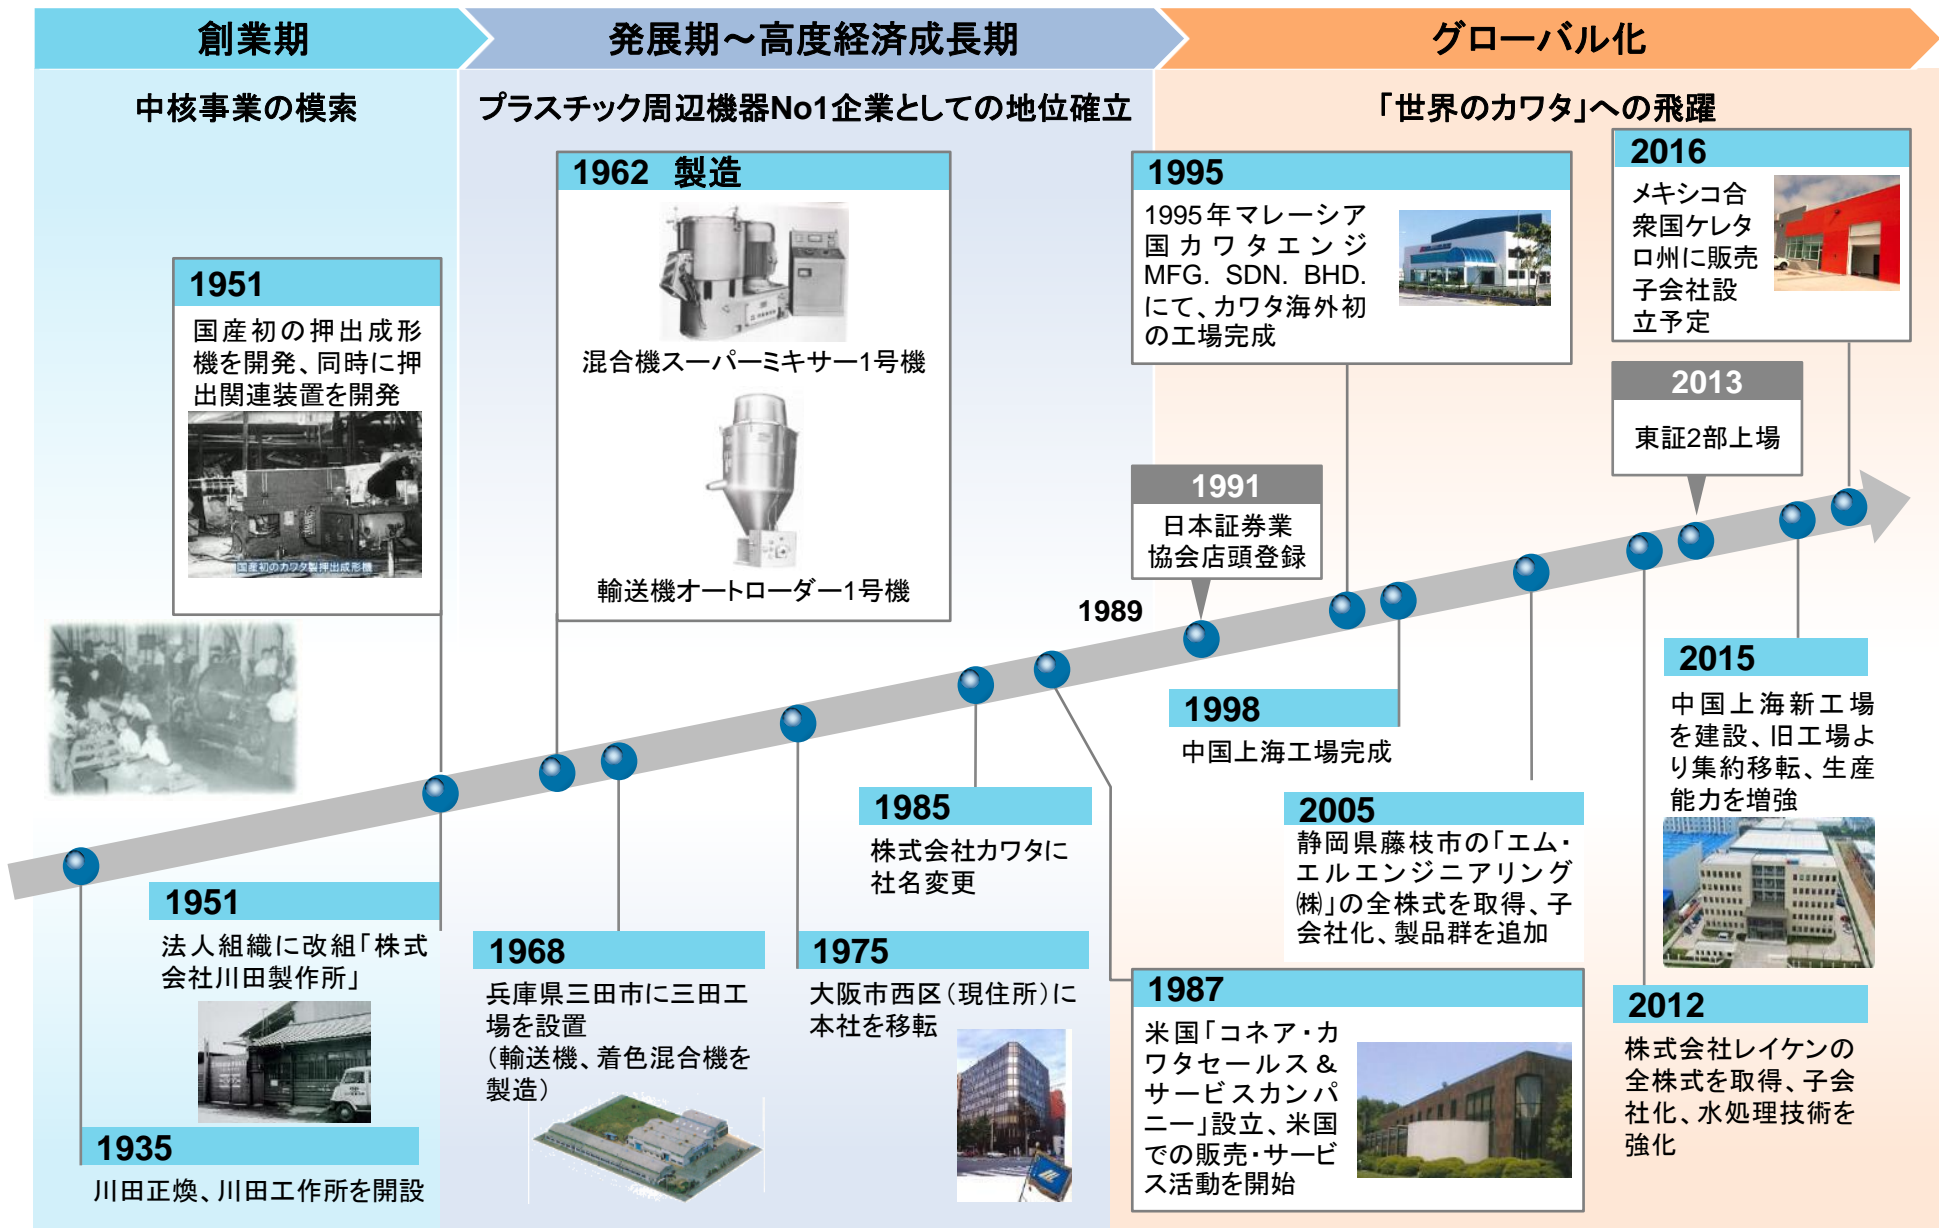 創業期
発展期～高度経済成長期
グローバル化
中核事業の模索
プラスチック周辺機器No1企業としての地位確立
「世界のカワタ」への飛躍
1951
国産初の押出成形
機を開発、同時に押
出関連装置を開発
国産初のカワタ製押出成形機
1962 製造
混合機スーパーミキサー1号機
輸送機オートローダー1号機
1995
1995年マレーシア
国カワタエンジ
MFG. SDN. BHD.
にて、カワタ海外初
の工場完成
2016
メキシコ合
衆国ケレタ
ロ州に販売
子会社設
立予定
2013
東証2部上場
1991
日本証券業
協会店頭登録
1989
1998
中国上海工場完成
2015
中国上海新工場
を建設、旧工場よ
り集約移転、生産
能力を増強
1985
株式会社カワタに
社名変更
2005
静岡県藤枝市の「エム・
エルエンジニアリング
㈱」の全株式を取得、子
会社化、製品群を追加
1951
法人組織に改組「株式
会社川田製作所」
1968
兵庫県三田市に三田工
場を設置
（輸送機、着色混合機を
製造）
1975
大阪市西区（現住所）に
本社を移転
1987
米国「コネア・カ
ワタセールス＆
サービスカンパ
ニー」設立、米国
での販売・サービ
ス活動を開始
2012
株式会社レイケンの
全株式を取得、子会
社化、水処理技術を
強化
1935
川田正煥、川田工作所を開設